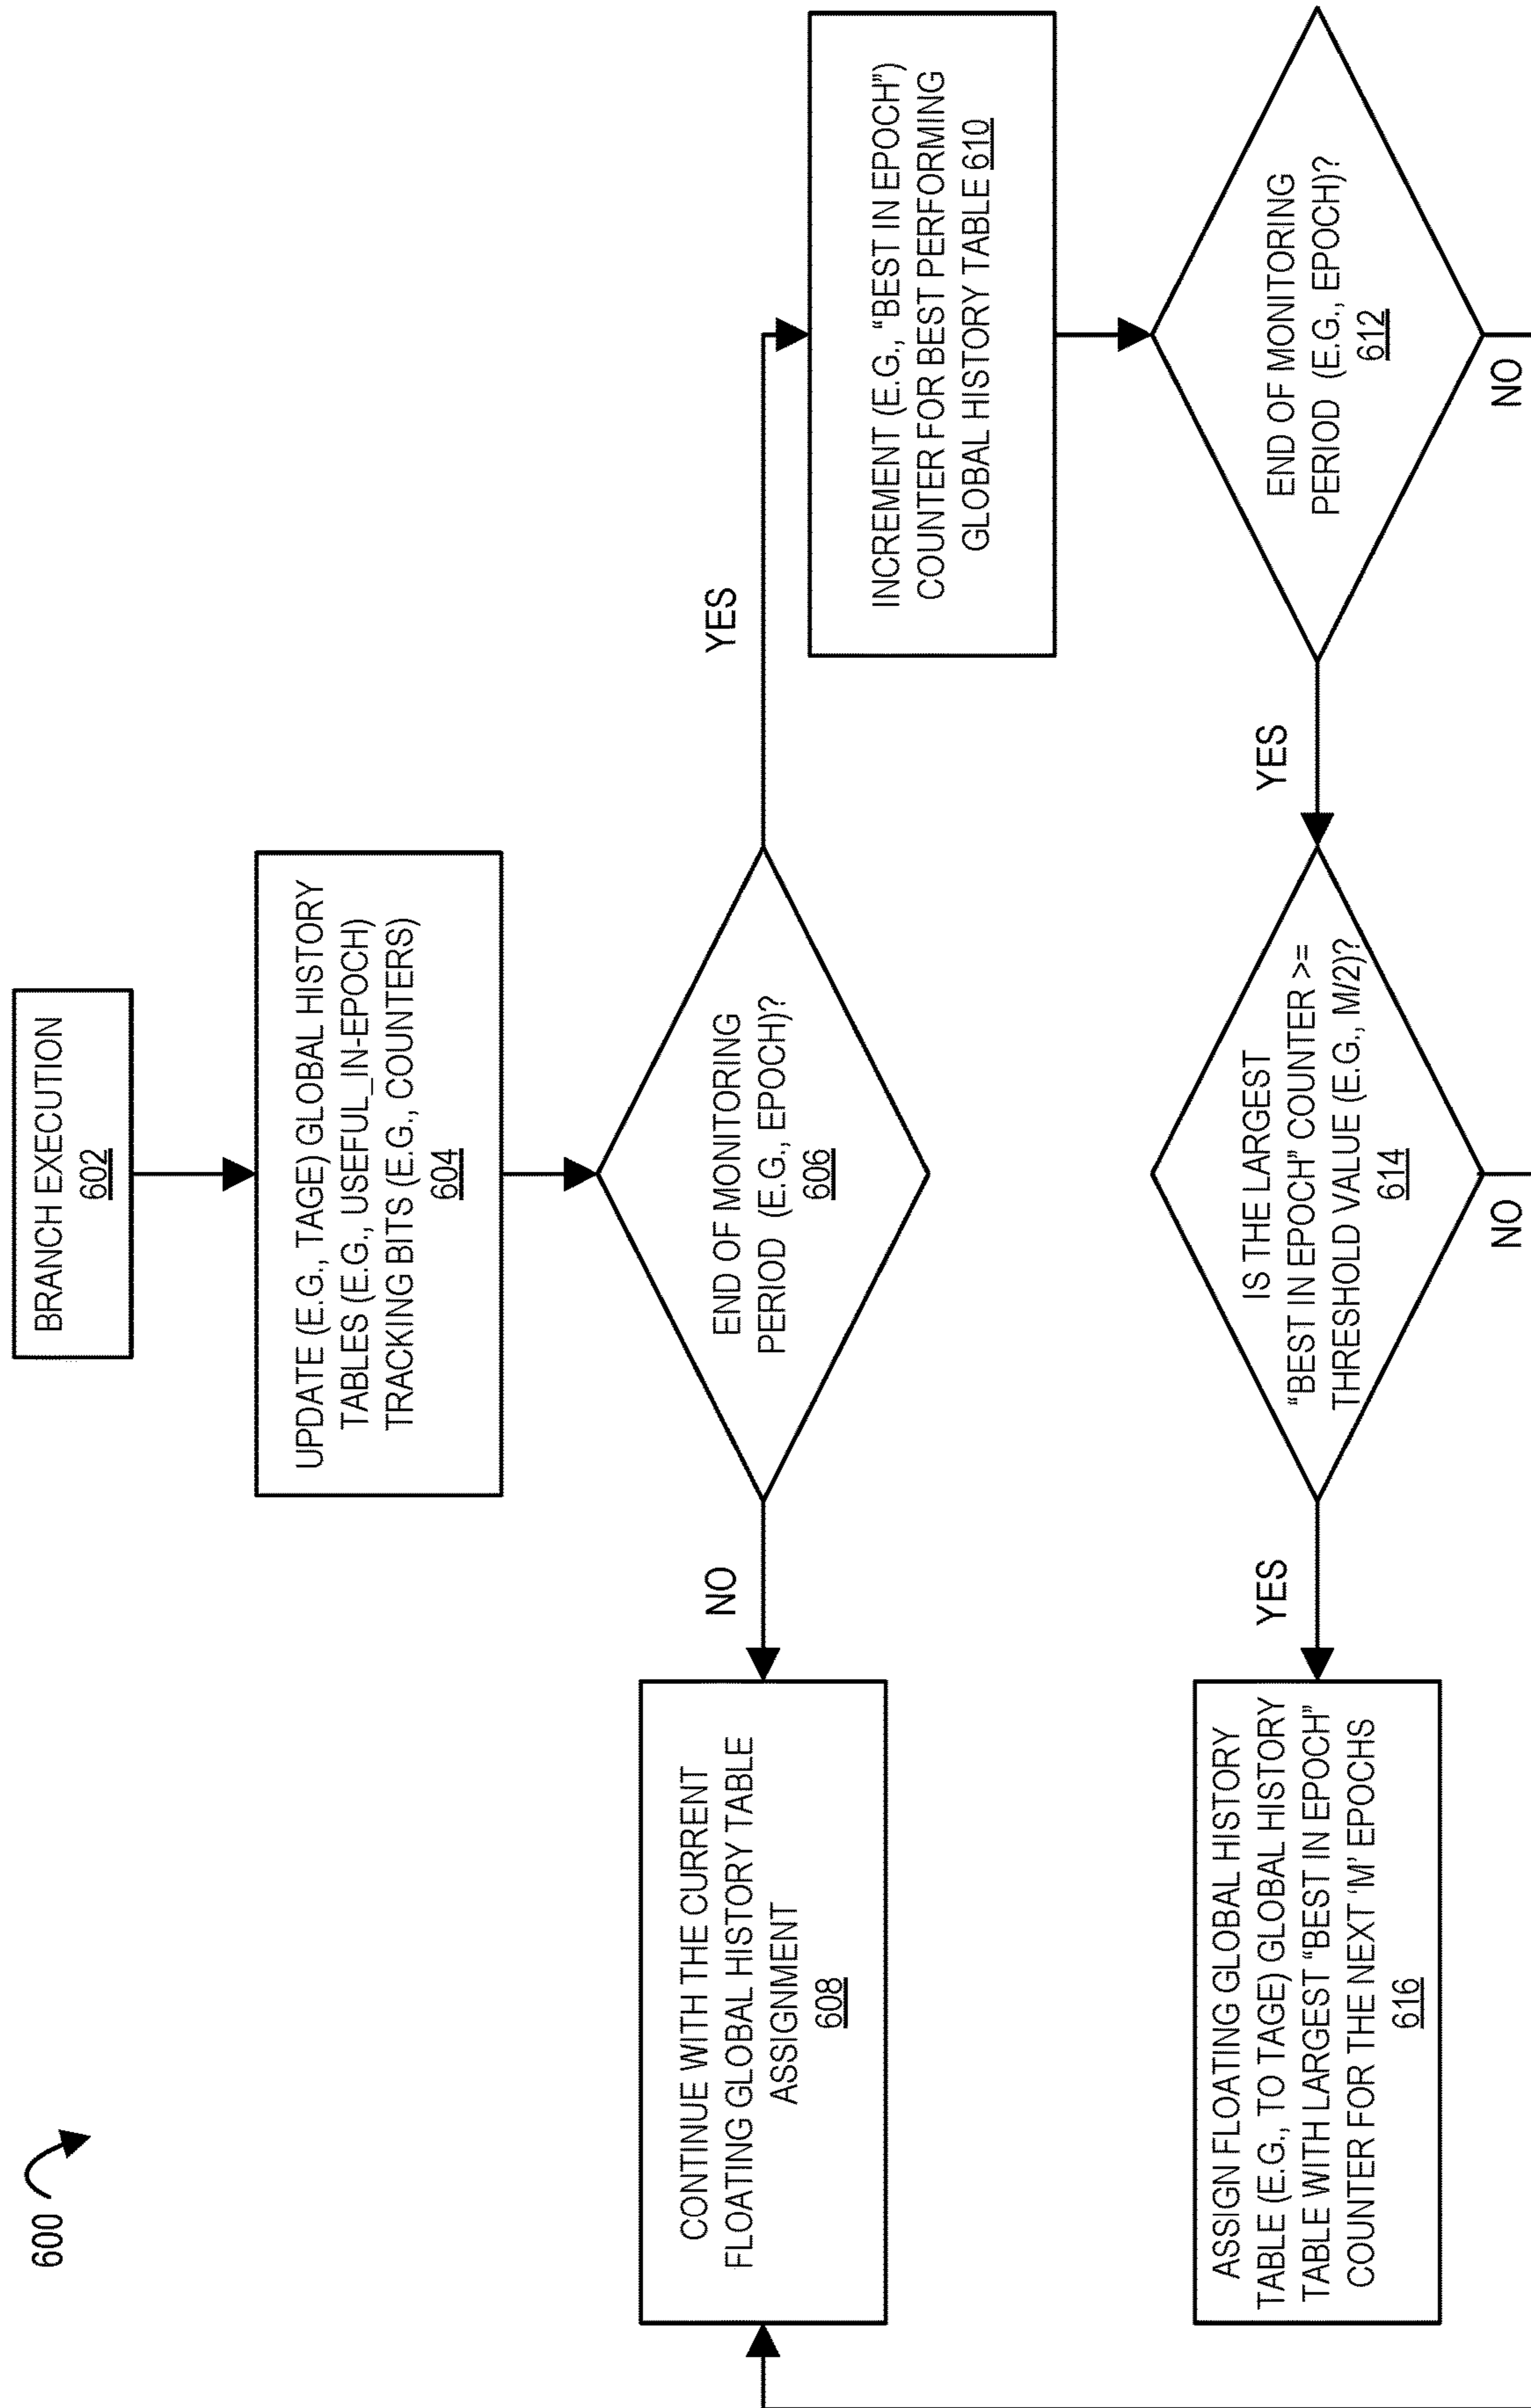 600
BRANCH EXECUTION
602
UPDATE (E.G., TAGE) GLOBAL HISTORY
TABLES (E.G., USEFUL_IN-EPOCH)
TRACKING BITS (E.G., COUNTERS)
604
END OF MONITORING
PERIOD (E.G., EPOCH)?
606
NO
YES
CONTINUE WITH THE CURRENT
FLOATING GLOBAL HISTORY TABLE
ASSIGNMENT
608
INCREMENT (E.G., “BEST IN EPOCH”)
COUNTER FOR BEST PERFORMING
GLOBAL HISTORY TABLE 610
END OF MONITORING
PERIOD (E.G., EPOCH)?
612
NO
YES
IS THE LARGEST
“BEST IN EPOCH” COUNTER >=
THRESHOLD VALUE (E.G., M/2)?
614
NO
YES
ASSIGN FLOATING GLOBAL HISTORY
TABLE (E.G., TO TAGE) GLOBAL HISTORY
TABLE WITH LARGEST “BEST IN EPOCH”
COUNTER FOR THE NEXT ‘M’ EPOCHS
616